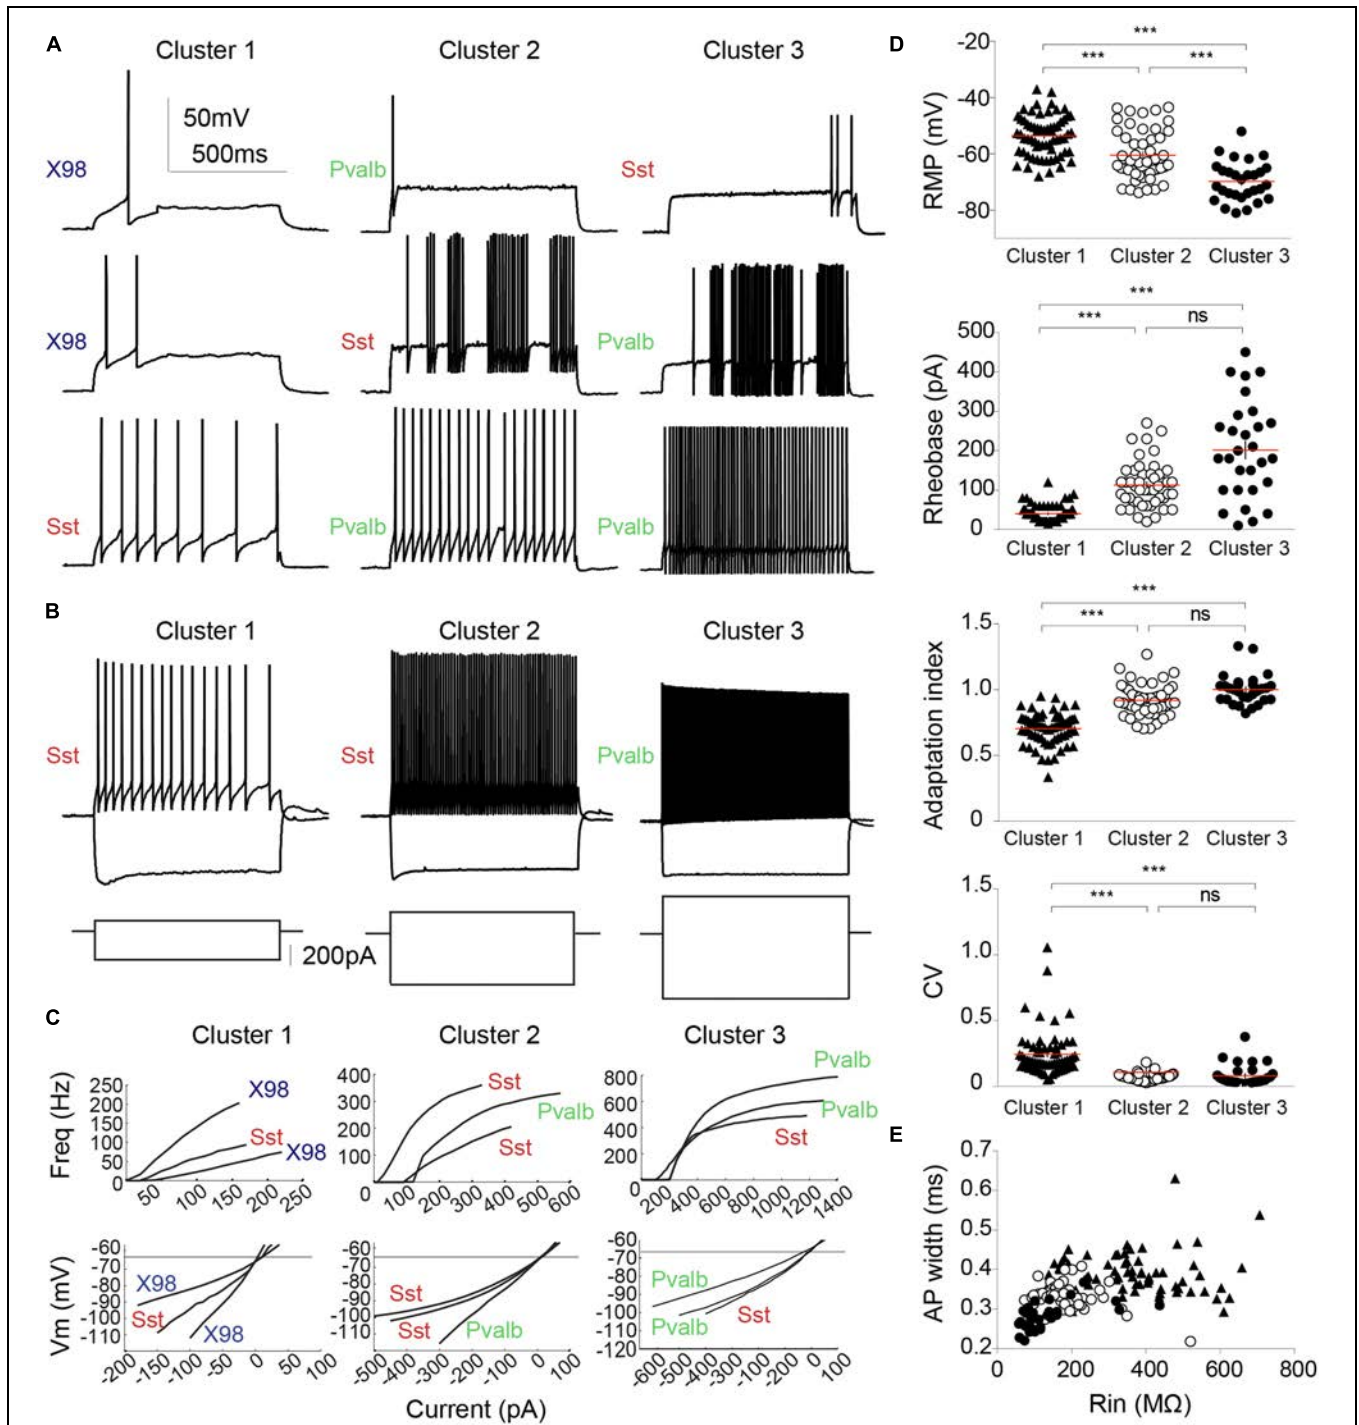 A
Cluster 1
Cluster 2
Cluster 3
50mV
500ms
X98
Pvalb
Sst
X98
Sst
Pvalb
Sst
Pvalb
Pvalb
B
Cluster 1
Cluster 2
Cluster 3
Sst
Sst
Pvalb
200pA
C
Cluster 1
Cluster 2
Cluster 3
Freq (Hz)
250
200
150
100
50
0
X98
Sst
X98
50
100
150
200
250
400
300
200
100
0
Sst
Pvalb
Sst
100
200
300
400
500
600
800
600
400
200
0
Pvalb
Pvalb
Sst
200
400
600
800
1000
1200
1400
Vm (mV)
-60
-70
-80
-90
-100
-110
X98
Sst
X98
-200
-150
-100
-50
0
50
100
-60
-70
-80
-90
-100
-110
Sst
Sst
Pvalb
-500
-400
-300
-200
-100
0
100
-60
-70
-80
-90
-100
-110
-120
Pvalb
Pvalb
Sst
-600
-500
-400
-300
-200
-100
0
100
Current (pA)
D
RMP (mV)
-20
-40
-60
-80
***
***
***
Cluster 1
Cluster 2
Cluster 3
Rheobase (pA)
500
400
300
200
100
0
***
***
ns
Cluster 1
Cluster 2
Cluster 3
Adaptation index
1.5
1.0
0.5
0
***
***
ns
Cluster 1
Cluster 2
Cluster 3
CV
1.5
1.0
0.5
0
***
***
ns
Cluster 1
Cluster 2
Cluster 3
E
AP width (ms)
0.7
0.6
0.5
0.4
0.3
0.2
0
200
400
600
800
Rin (MΩ)